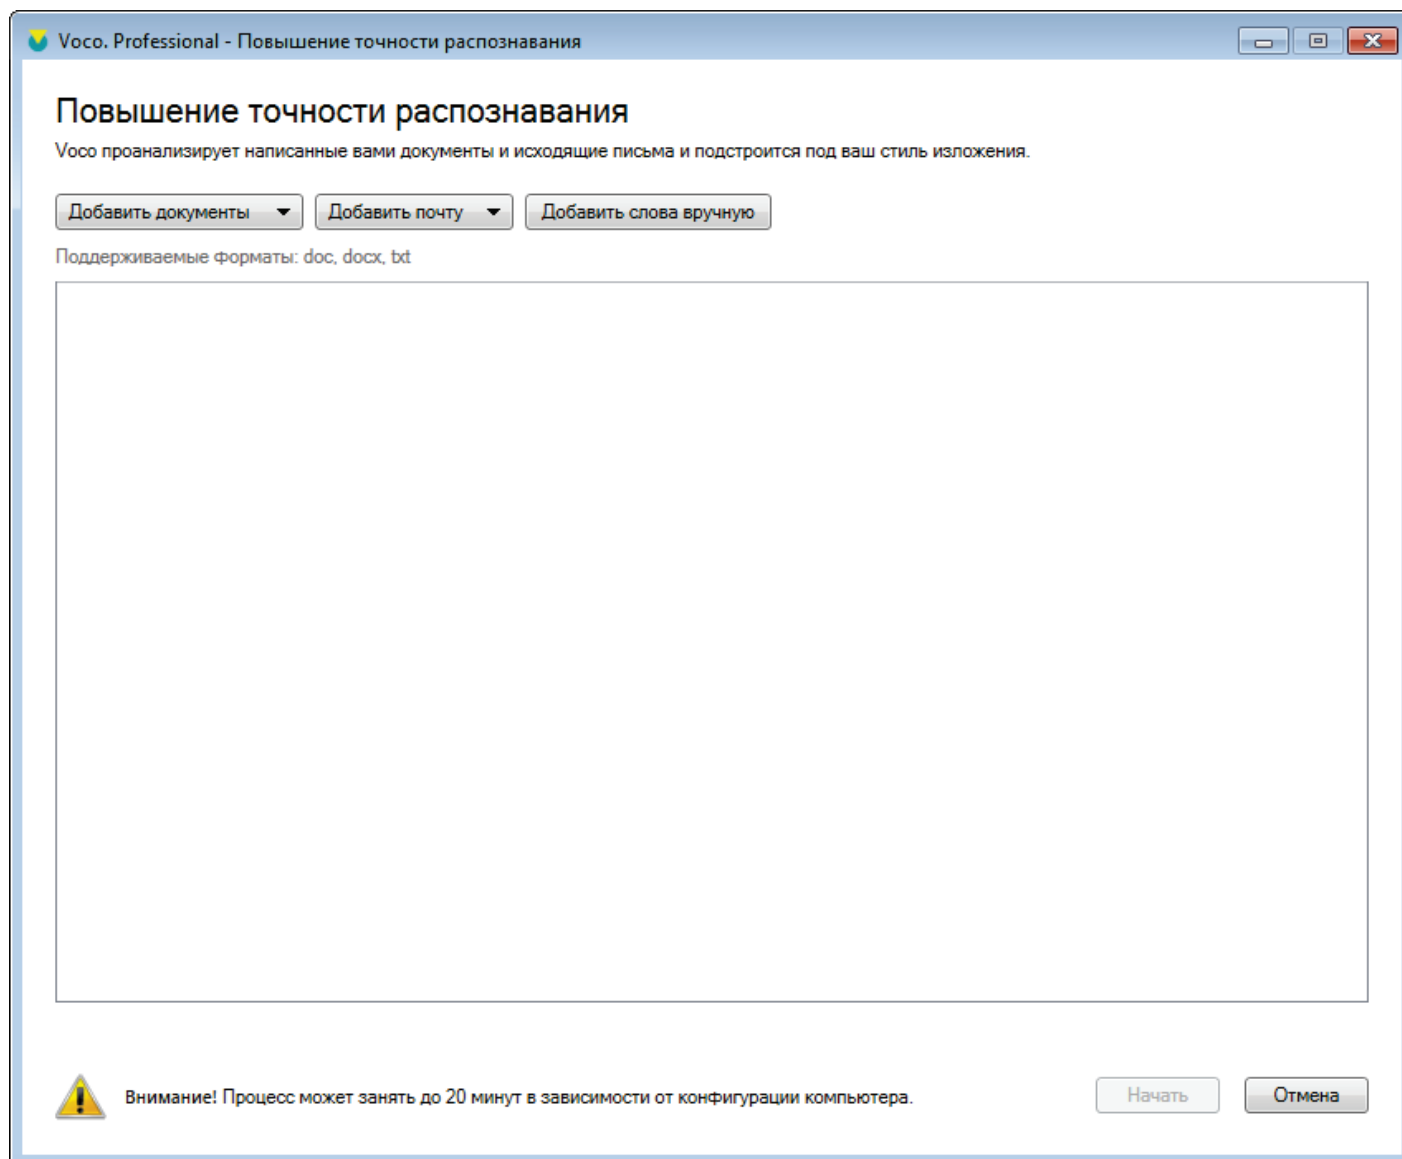 Voco. Professional - Повышение точности распознавания
Повышение точности распознавания
Voco проанализирует написанные вами документы и исходящие письма и подстроится под ваш стиль изложения.
Добавить документы Добавить почту Добавить слова вручную
Поддерживаемые форматы: doc, docx, txt
Внимание! Процесс может занять до 20 минут в зависимости от конфигурации компьютера. Начать Отмена